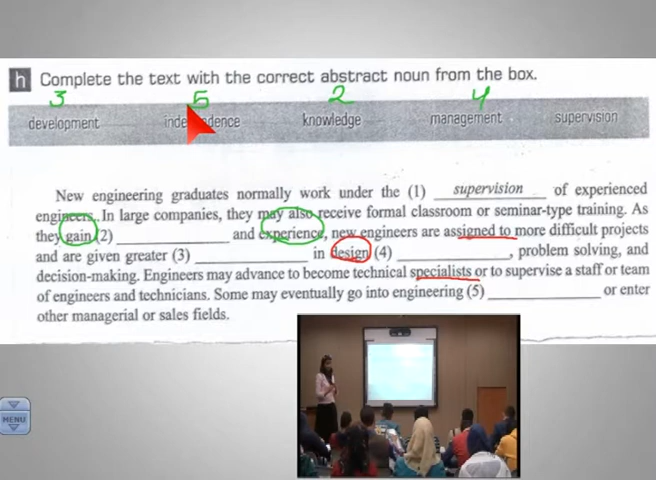 h Complete the text with the correct abstract noun from the box.
3 5 2 4
development knowledge management supervision
New engineering graduates normally work under the (1) supervision of experienced
engineers. In large companies, they may also receive formal classroom or seminar-type training. As
they gain (2) and experience, new engineers are assigned to more difficult projects
and are given greater (3) in design (4) , problem solving, and
decision-making. Engineers may advance to become technical specialists or to supervise a staff or team
of engineers and technicians. Some may eventually go into engineering (5) or enter
other managerial or sales fields.
MENU